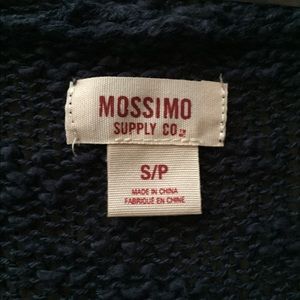 MOSSIMO
SUPPLY CO.
S/P
MADE IN CHINA
FABRIQUÉ EN CHINE